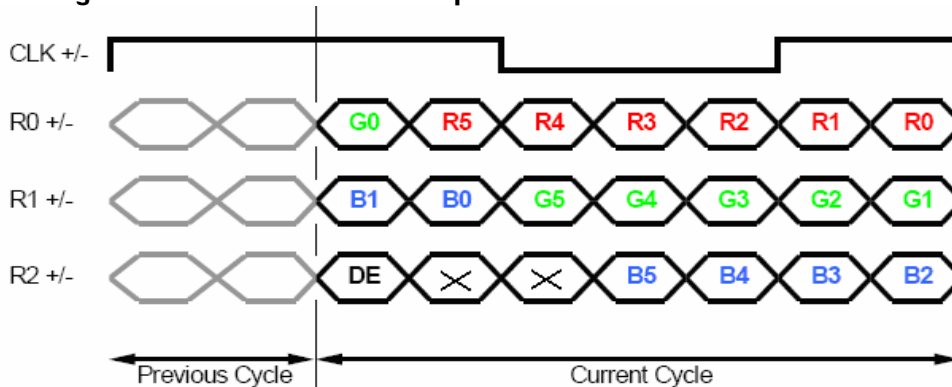 CLK +/-
R0 +/- G0 R5 R4 R3 R2 R1 R0
R1 +/- B1 B0 G5 G4 G3 G2 G1
R2 +/- DE B5 B4 B3 B2
Previous Cycle Current Cycle